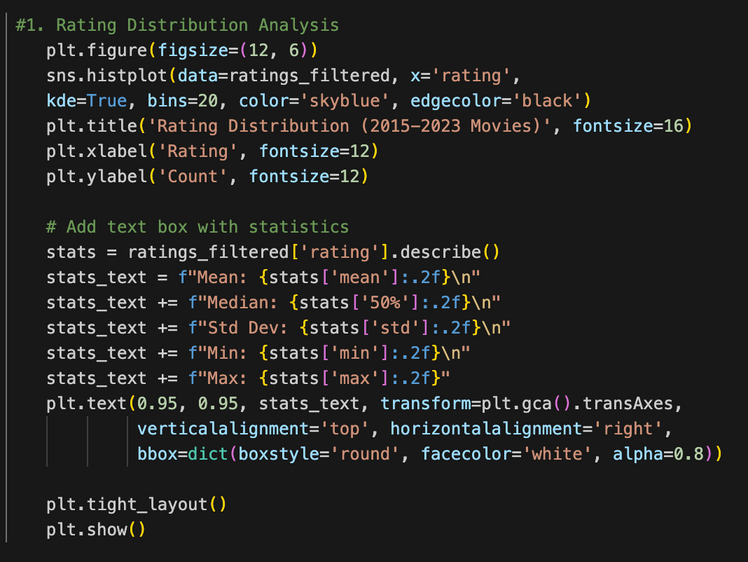 #1. Rating Distribution Analysis
plt.figure(figsize=(12, 6))
sns.histplot(data=ratings_filtered, x='rating',
kde=True, bins=20, color='skyblue', edgecolor='black')
plt.title('Rating Distribution (2015-2023 Movies)', fontsize=16)
plt.xlabel('Rating', fontsize=12)
plt.ylabel('Count', fontsize=12)

# Add text box with statistics
stats = ratings_filtered['rating'].describe()
stats_text = f"Mean: {stats['mean']:.2f}\n"
stats_text += f"Median: {stats['50%']:.2f}\n"
stats_text += f"Std Dev: {stats['std']:.2f}\n"
stats_text += f"Min: {stats['min']:.2f}\n"
stats_text += f"Max: {stats['max']:.2f}"
plt.text(0.95, 0.95, stats_text, transform=plt.gca().transAxes,
verticalalignment='top', horizontalalignment='right',
bbox=dict(boxstyle='round', facecolor='white', alpha=0.8))

plt.tight_layout()
plt.show()